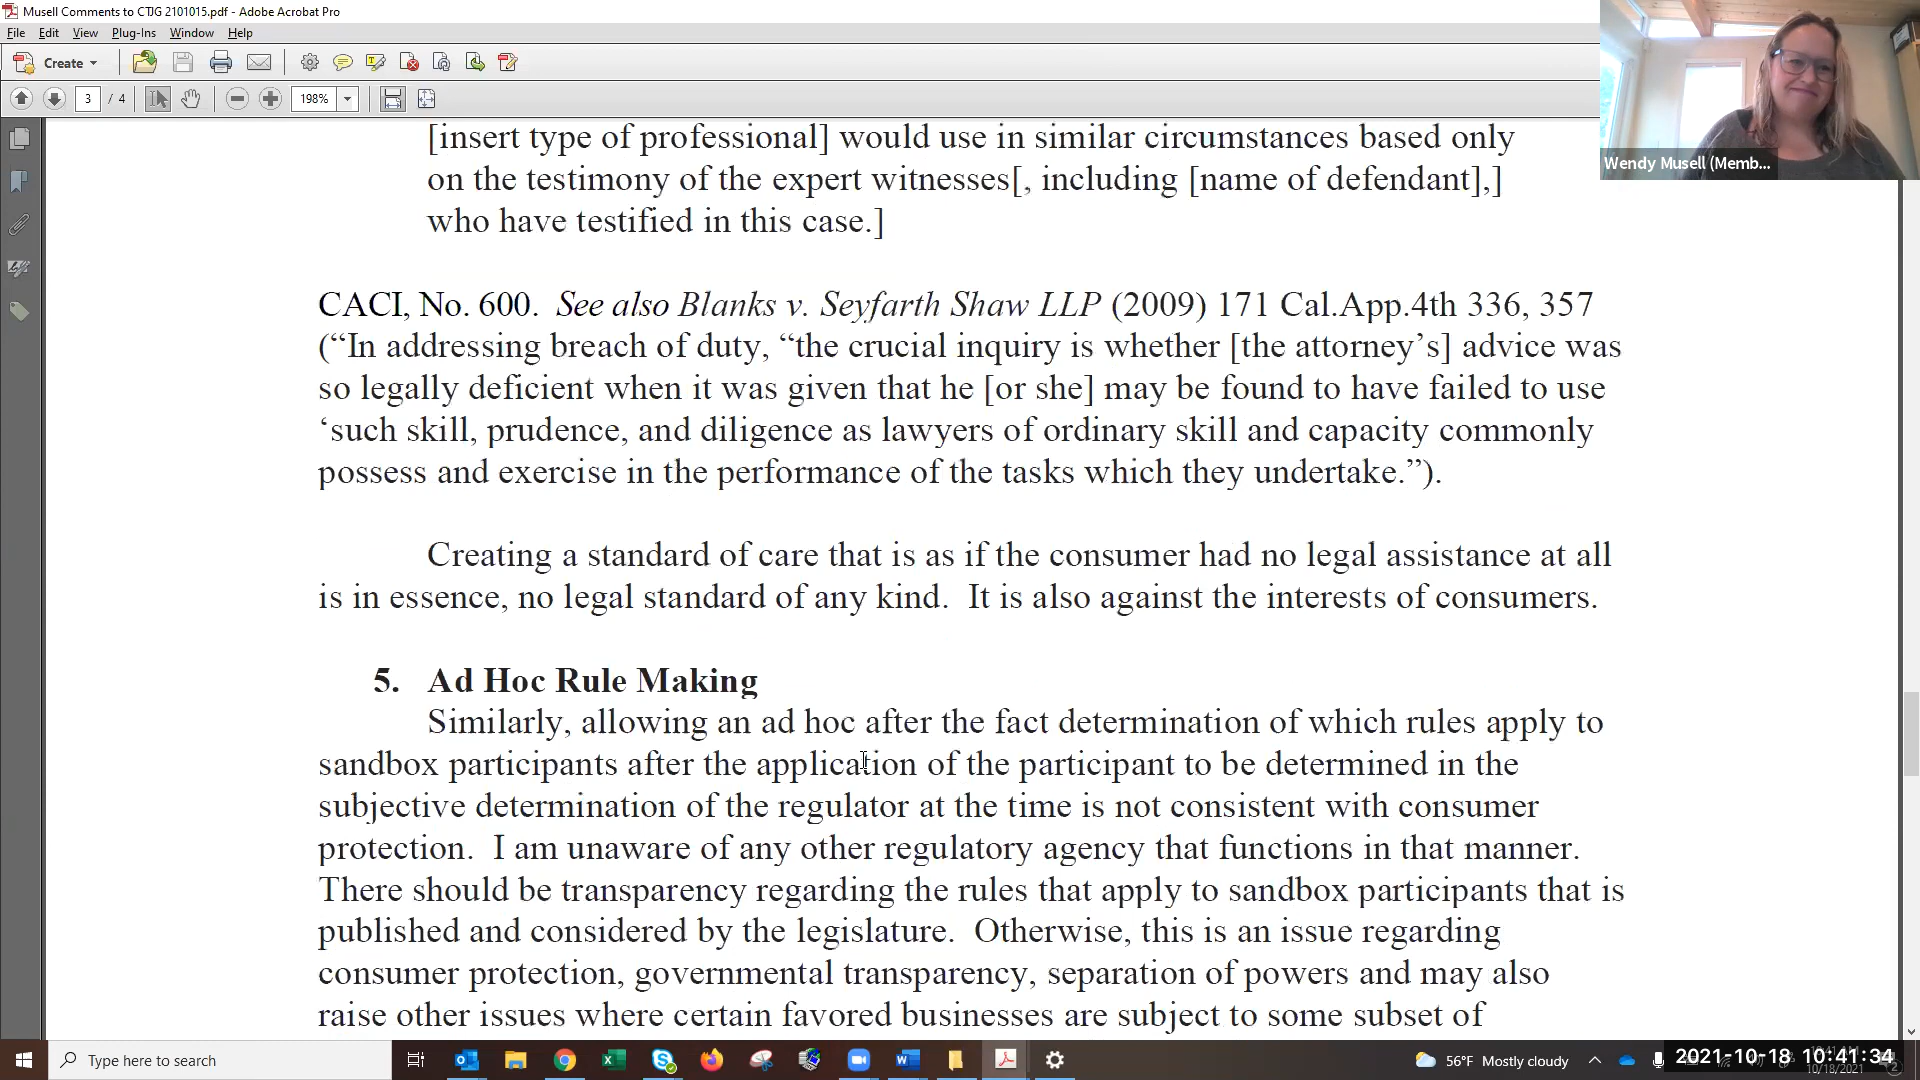 Musell Comments to CTJG 2101015.pdf - Adobe Acrobat Pro
File Edit View Plug-Ins Window Help
Create
3 / 4 198%
Wendy Musell (Memb...
[insert type of professional] would use in similar circumstances based only
on the testimony of the expert witnesses[, including [name of defendant],]
who have testified in this case.]
CACI, No. 600. See also Blanks v. Seyfarth Shaw LLP (2009) 171 Cal.App.4th 336, 357
(“In addressing breach of duty, “the crucial inquiry is whether [the attorney’s] advice was
so legally deficient when it was given that he [or she] may be found to have failed to use
‘such skill, prudence, and diligence as lawyers of ordinary skill and capacity commonly
possess and exercise in the performance of the tasks which they undertake.”).
Creating a standard of care that is as if the consumer had no legal assistance at all
is in essence, no legal standard of any kind. It is also against the interests of consumers.
5. Ad Hoc Rule Making
Similarly, allowing an ad hoc after the fact determination of which rules apply to
sandbox participants after the application of the participant to be determined in the
subjective determination of the regulator at the time is not consistent with consumer
protection. I am unaware of any other regulatory agency that functions in that manner.
There should be transparency regarding the rules that apply to sandbox participants that is
published and considered by the legislature. Otherwise, this is an issue regarding
consumer protection, governmental transparency, separation of powers and may also
raise other issues where certain favored businesses are subject to some subset of
Type here to search
56°F Mostly cloudy
2021-10-18 10:41:34
10/18/2021